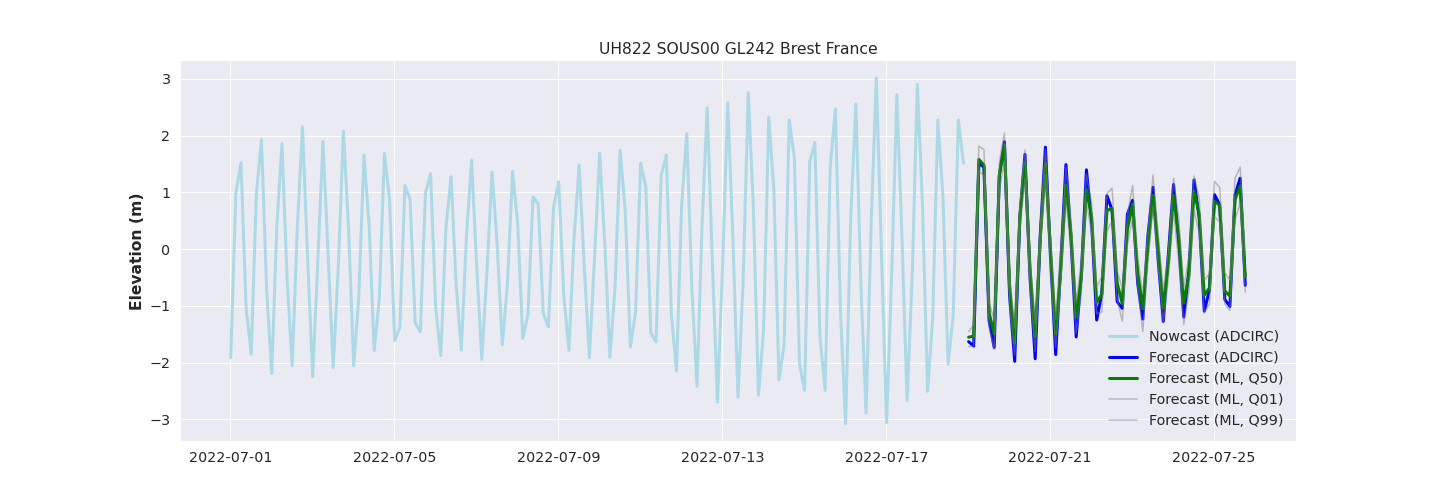 UH822 SOUS00 GL242 Brest France
Elevation (m)
3
2
1
0
−1
−2
−3
Nowcast (ADCIRC)
Forecast (ADCIRC)
Forecast (ML, Q50)
Forecast (ML, Q01)
Forecast (ML, Q99)
2022-07-01 2022-07-05 2022-07-09 2022-07-13 2022-07-17 2022-07-21 2022-07-25